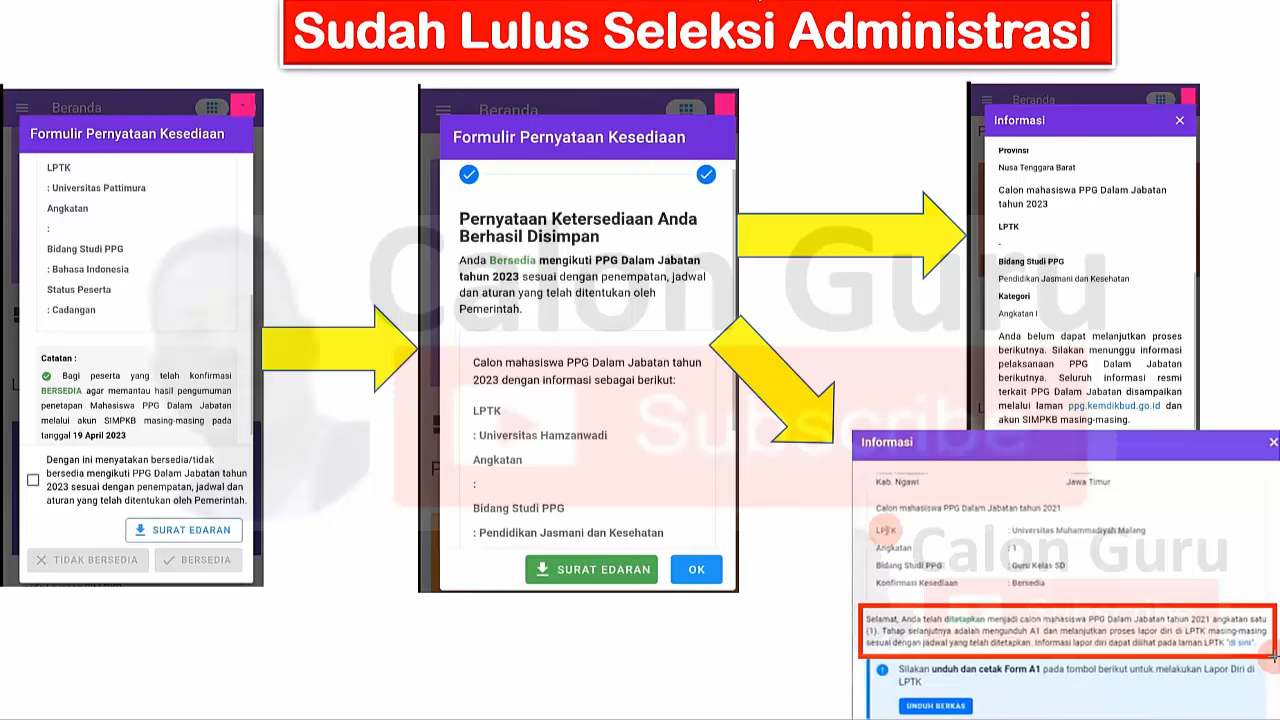 Sudah Lulus Seleksi Administrasi
Beranda
Formulir Pernyataan Kesediaan
LPTK
: Universitas Pattimura
Angkatan
:
Bidang Studi PPG
: Bahasa Indonesia
Status Peserta
: Cadangan
Catatan :
Bagi peserta yang telah konfirmasi
BERSEDIA agar memantau hasil pengumuman
penetapan Mahasiswa PPG Dalam Jabatan
melalui akun SIMPKB masing-masing pada
tanggal 19 April 2023
Dengan ini menyatakan bersedia/tidak
bersedia mengikuti PPG Dalam Jabatan tahun
2023 sesuai dengan penempatan, jadwal dan
aturan yang telah ditentukan oleh Pemerintah.
SURAT EDARAN
TIDAK BERSEDIA
BERSEDIA
Beranda
Formulir Pernyataan Kesediaan
Pernyataan Ketersediaan Anda
Berhasil Disimpan
Anda Bersedia mengikuti PPG Dalam Jabatan
tahun 2023 sesuai dengan penempatan, jadwal
dan aturan yang telah ditentukan oleh
Pemerintah.
Calon mahasiswa PPG Dalam Jabatan tahun
2023 dengan informasi sebagai berikut:
LPTK
: Universitas Hamzanwadi
Angkatan
:
Bidang Studi PPG
: Pendidikan Jasmani dan Kesehatan
SURAT EDARAN
OK
Beranda
Informasi
Provinsi
Nusa Tenggara Barat
Calon mahasiswa PPG Dalam Jabatan
tahun 2023
LPTK
-
Bidang Studi PPG
Pendidikan Jasmani dan Kesehatan
Kategori
Angkatan I
Anda belum dapat melanjutkan proses
berikutnya. Silakan menunggu informasi
pelaksanaan PPG Dalam Jabatan
berikutnya. Seluruh informasi resmi
terkait PPG Dalam Jabatan disampaikan
melalui laman ppg.kemdikbud.go.id dan
akun SIMPKB masing-masing.
Informasi
Kab. Ngawi Jawa Timur
Calon mahasiswa PPG Dalam Jabatan tahun 2021
LPTK : Universitas Muhammadiyah Malang
Angkatan : 1
Bidang Studi PPG : Guru Kelas SD
Konfirmasi Kesediaan : Bersedia
Selamat, Anda telah ditetapkan menjadi calon mahasiswa PPG Dalam Jabatan tahun 2021 angkatan satu
(1). Tahap selanjutnya adalah mengunduh A1 dan melanjutkan proses lapor diri di LPTK masing-masing
sesuai dengan jadwal yang telah ditetapkan. Informasi lapor diri dapat dilihat pada laman LPTK "di sini".
Silakan unduh dan cetak Form A1 pada tombol berikut untuk melakukan Lapor Diri di
LPTK
UNDUH BERKAS
Calon Guru
Subscribe
Calon Guru